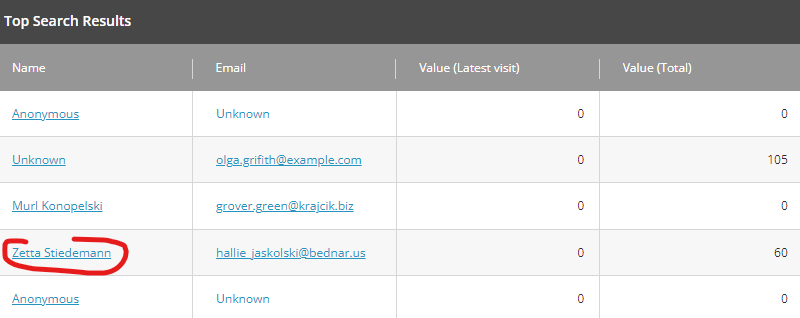 Top Search Results
Name Email Value (Latest visit) Value (Total)
Anonymous Unknown 0 0
Unknown olga.grifith@example.com 0 105
Murl Konopelski grover.green@krajcik.biz 0 0
Zetta Stiedemann hallie_jaskolski@bednar.us 0 60
Anonymous Unknown 0 0